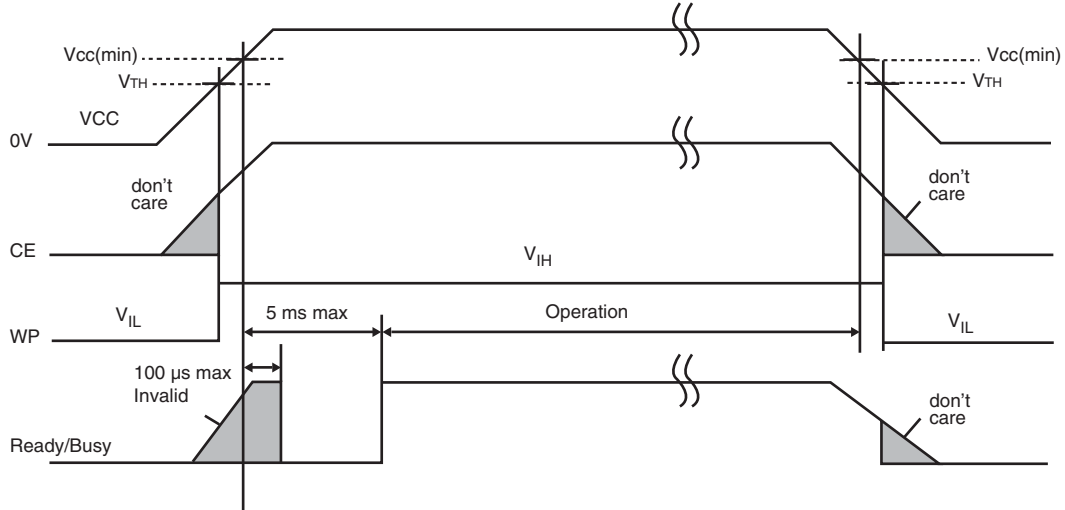 Vcc(min)
VTH
VCC
0V
Vcc(min)
VTH
don't
care
don't
care
CE
VIH
VIL
WP
5 ms max
Operation
VIL
100 µs max
Invalid
don't
care
Ready/Busy